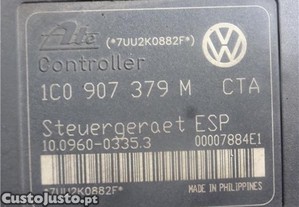 Ate
(*7UU2K0882F*)
Controller
1C0 907 379 M CTA
Steuergeraet ESP
10.0960-0335.3 00007884E1
*7UU2K0882F*
MADE IN PHILIPPINES
CustoJusto.pt